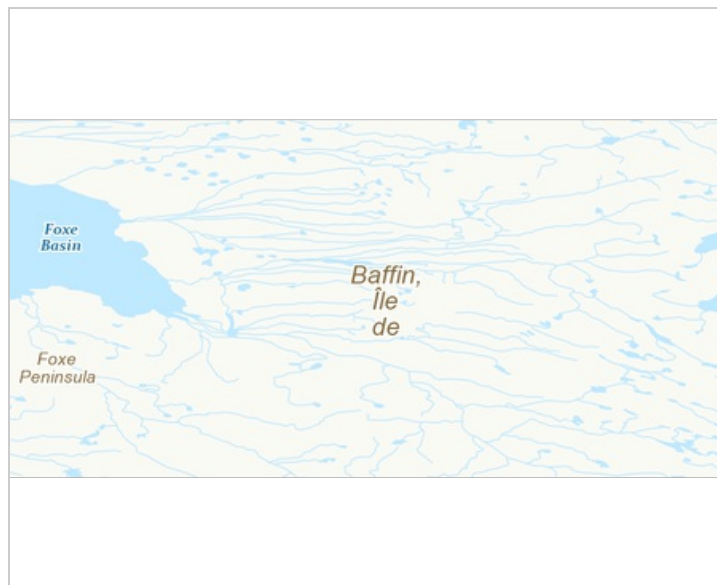 Foxe
Basin
Baffin,
Île
de
Foxe
Peninsula